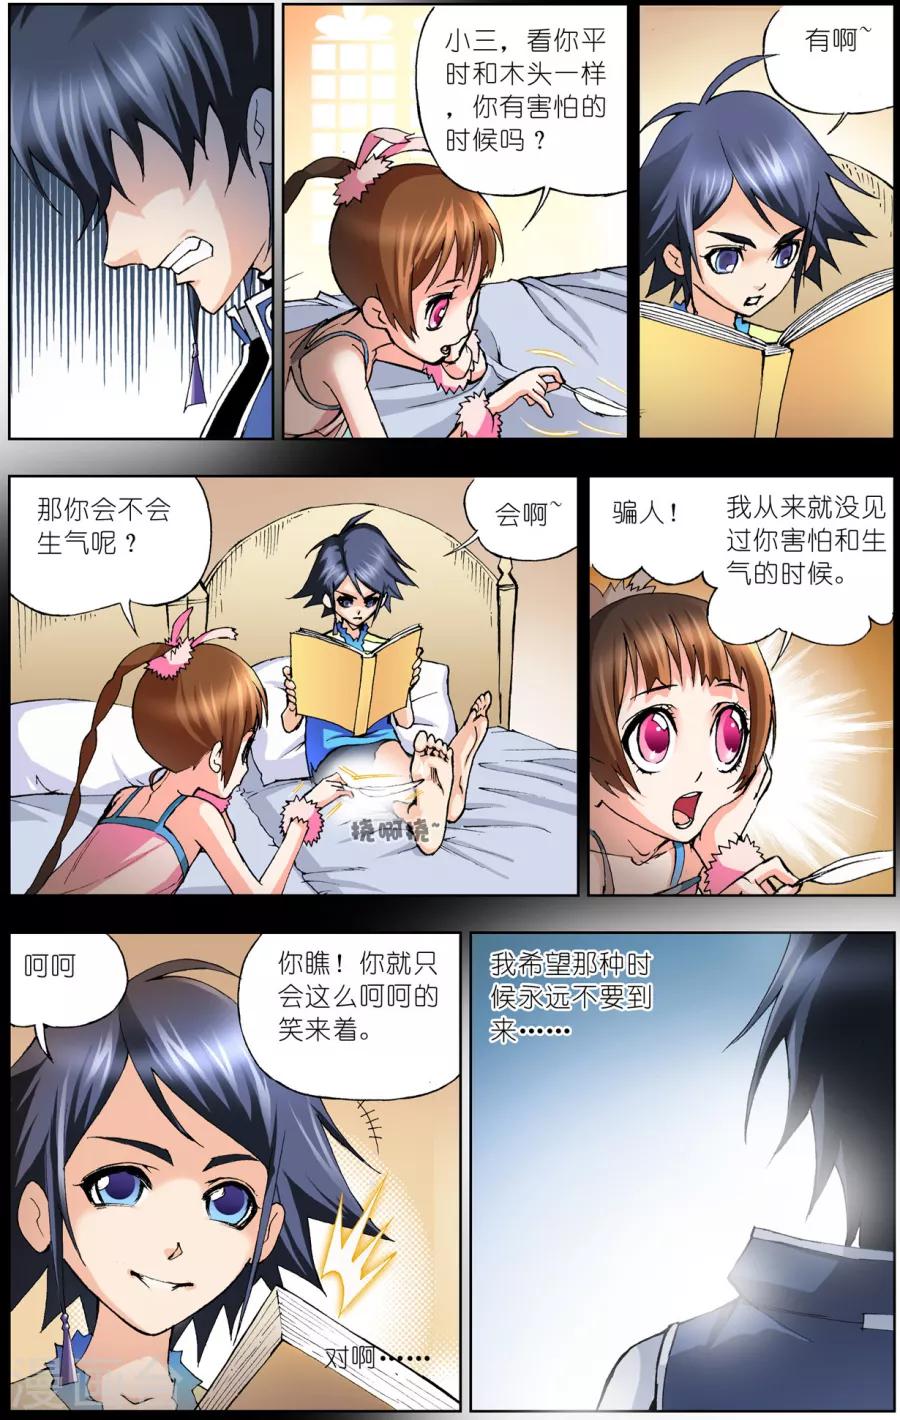 小三，看你平
时和木头一样
，你有害怕的
时候吗？
有啊~
那你会不会
生气呢？
会啊~
挠啊挠~
骗人！
我从来就没见
过你害怕和生
气的时候。
呵呵
你瞧！你就只
会这么呵呵的
笑来着。
对啊……
我希望那种时
候永远不要到
来……
漫画台